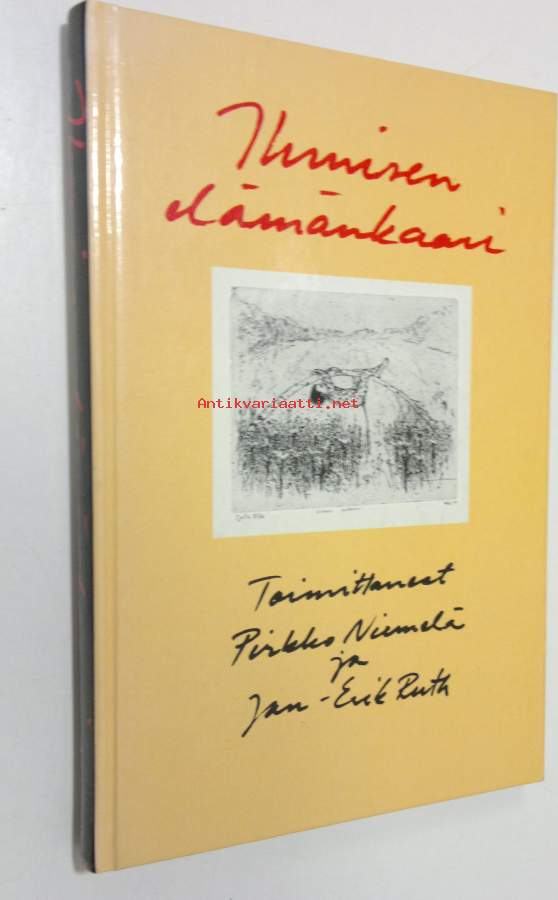 Ihmisen
elämänkaari
Antikvariaatti.net
Toimittaneet
Pirkko Niemelä
ja
Jan-Erik Ruth